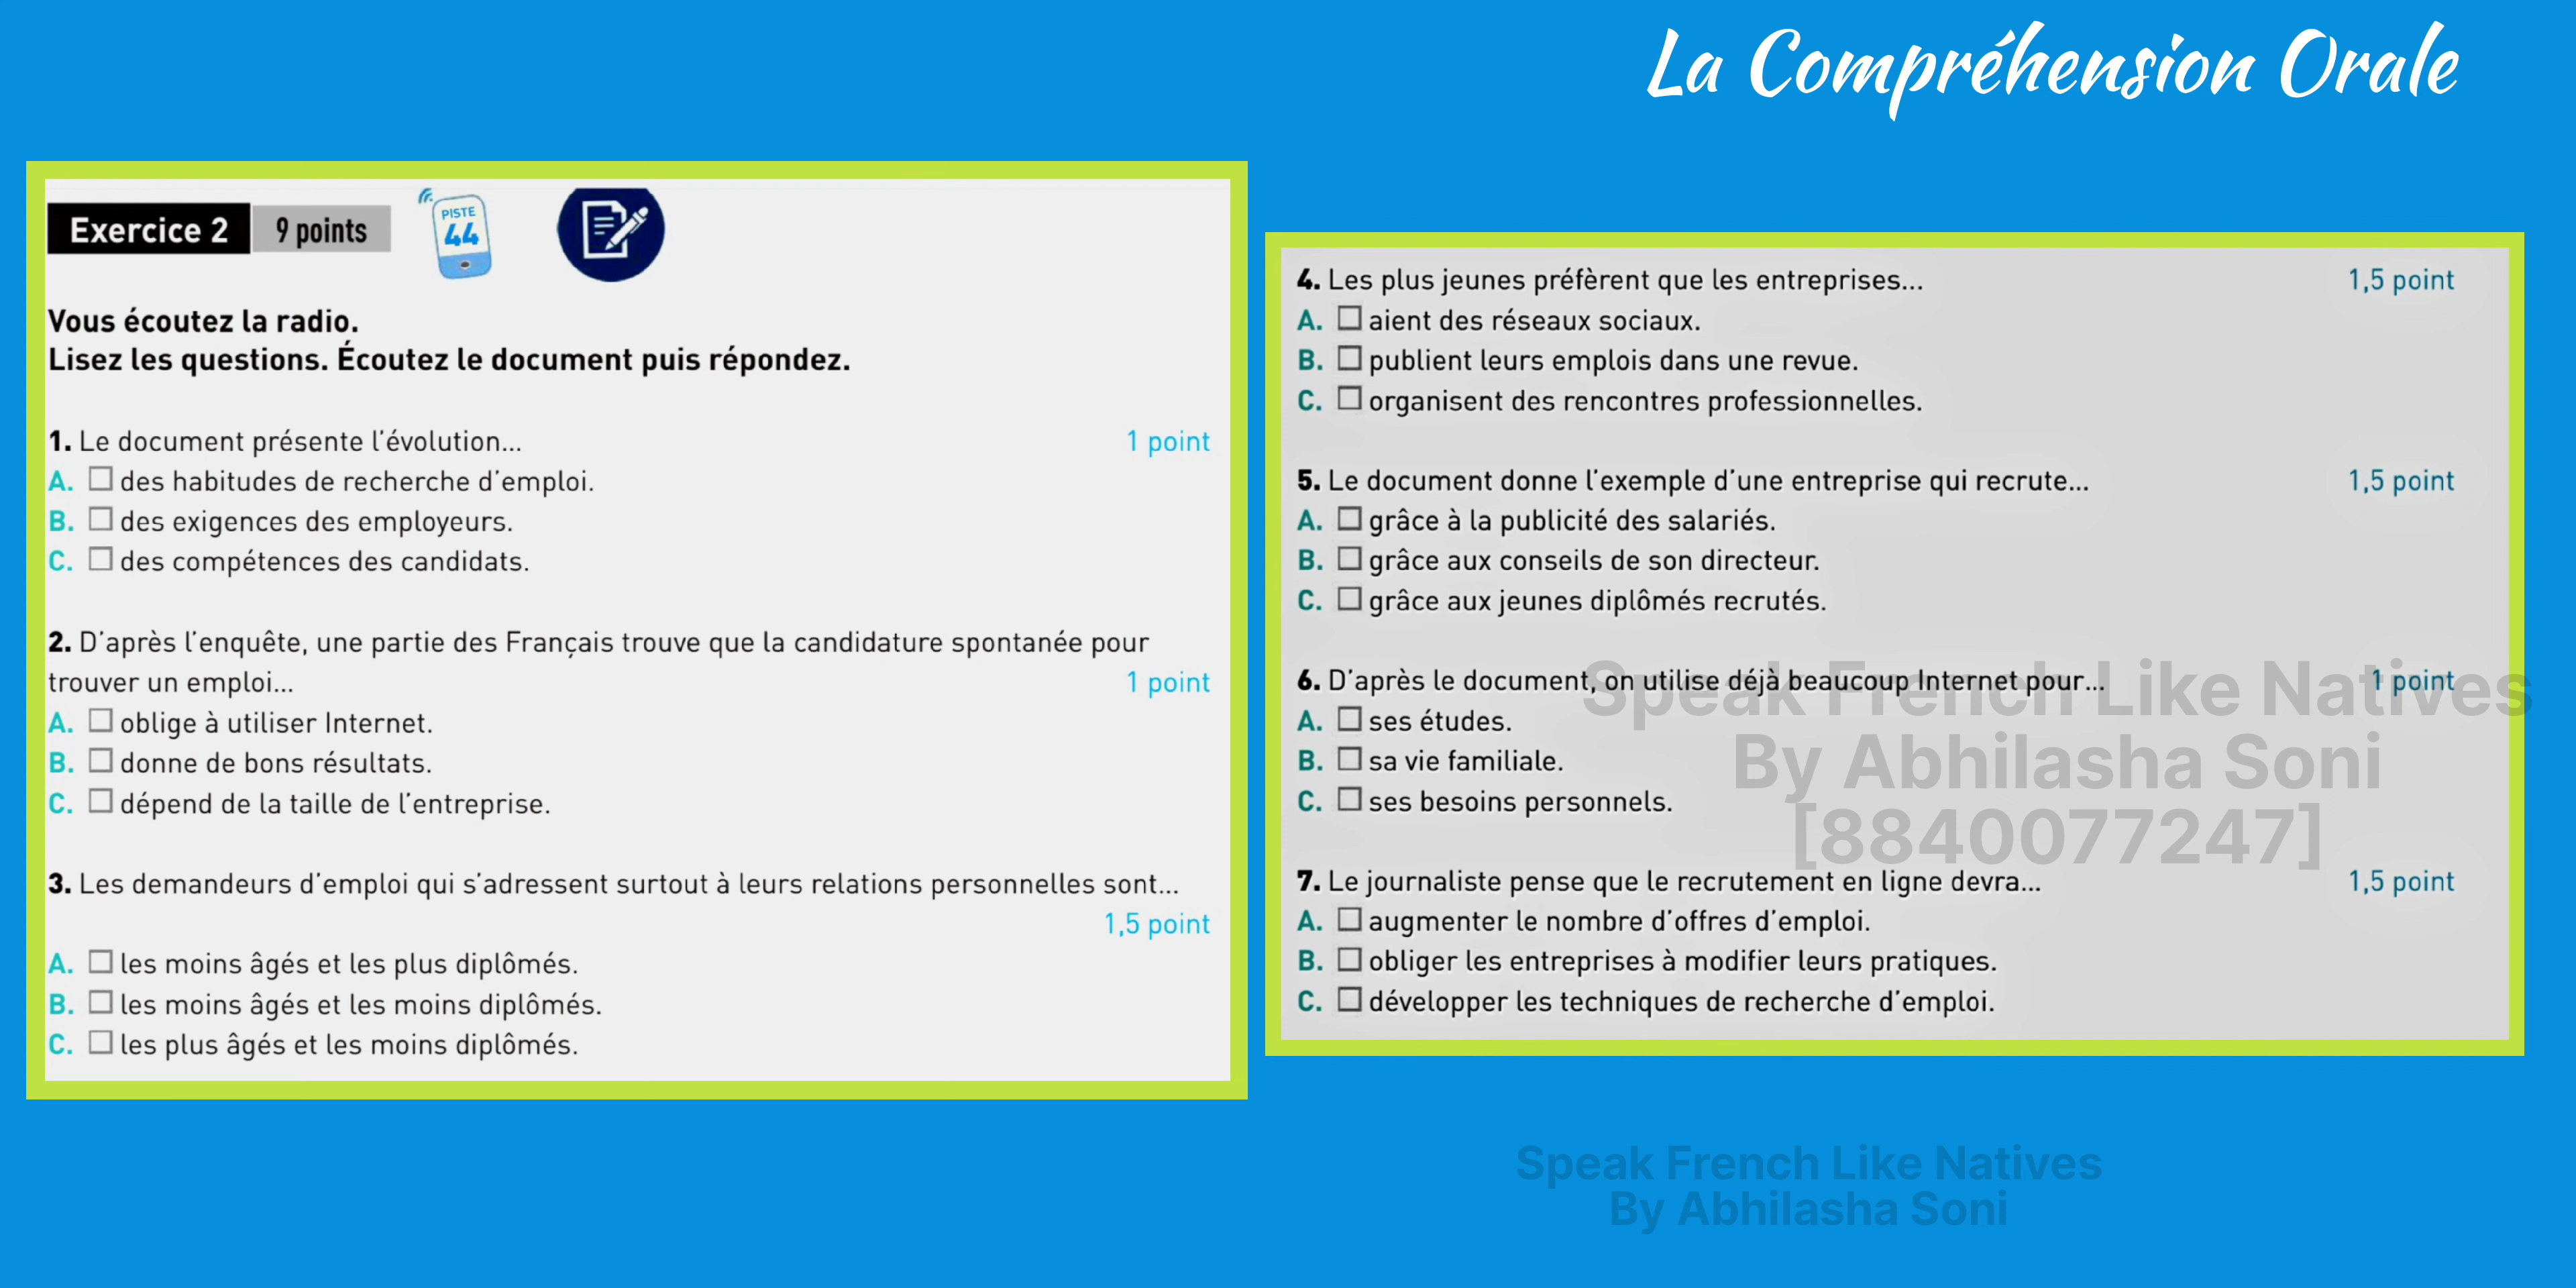 La Compréhension Orale
Exercice 2
9 points
PISTE
44
Vous écoutez la radio.
Lisez les questions. Écoutez le document puis répondez.
1. Le document présente l'évolution... 1 point
A. ☐ des habitudes de recherche d'emploi.
B. ☐ des exigences des employeurs.
C. ☐ des compétences des candidats.
2. D'après l'enquête, une partie des Français trouve que la candidature spontanée pour
trouver un emploi... 1 point
A. ☐ oblige à utiliser Internet.
B. ☐ donne de bons résultats.
C. ☐ dépend de la taille de l'entreprise.
3. Les demandeurs d'emploi qui s'adressent surtout à leurs relations personnelles sont...
1,5 point
A. ☐ les moins âgés et les plus diplômés.
B. ☐ les moins âgés et les moins diplômés.
C. ☐ les plus âgés et les moins diplômés.
4. Les plus jeunes préfèrent que les entreprises... 1,5 point
A. ☐ aient des réseaux sociaux.
B. ☐ publient leurs emplois dans une revue.
C. ☐ organisent des rencontres professionnelles.
5. Le document donne l'exemple d'une entreprise qui recrute... 1,5 point
A. ☐ grâce à la publicité des salariés.
B. ☐ grâce aux conseils de son directeur.
C. ☐ grâce aux jeunes diplômés recrutés.
6. D'après le document, on utilise déjà beaucoup Internet pour... 1 point
A. ☐ ses études.
B. ☐ sa vie familiale.
C. ☐ ses besoins personnels.
7. Le journaliste pense que le recrutement en ligne devra... 1,5 point
A. ☐ augmenter le nombre d'offres d'emploi.
B. ☐ obliger les entreprises à modifier leurs pratiques.
C. ☐ développer les techniques de recherche d'emploi.
Speak French Like Natives
By Abhilasha Soni
[8840077247]
Speak French Like Natives
By Abhilasha Soni